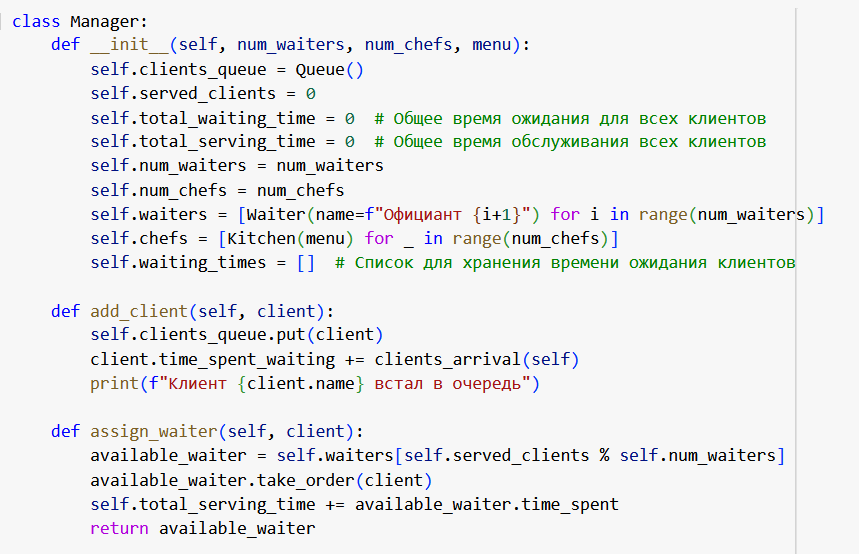 class Manager:
    def __init__(self, num_waiters, num_chefs, menu):
        self.clients_queue = Queue()
        self.served_clients = 0
        self.total_waiting_time = 0  # Общее время ожидания для всех клиентов
        self.total_serving_time = 0  # Общее время обслуживания всех клиентов
        self.num_waiters = num_waiters
        self.num_chefs = num_chefs
        self.waiters = [Waiter(name=f"Официант {i+1}") for i in range(num_waiters)]
        self.chefs = [Kitchen(menu) for _ in range(num_chefs)]
        self.waiting_times = []  # Список для хранения времени ожидания клиентов

    def add_client(self, client):
        self.clients_queue.put(client)
        client.time_spent_waiting += clients_arrival(self)
        print(f"Клиент {client.name} встал в очередь")

    def assign_waiter(self, client):
        available_waiter = self.waiters[self.served_clients % self.num_waiters]
        available_waiter.take_order(client)
        self.total_serving_time += available_waiter.time_spent
        return available_waiter